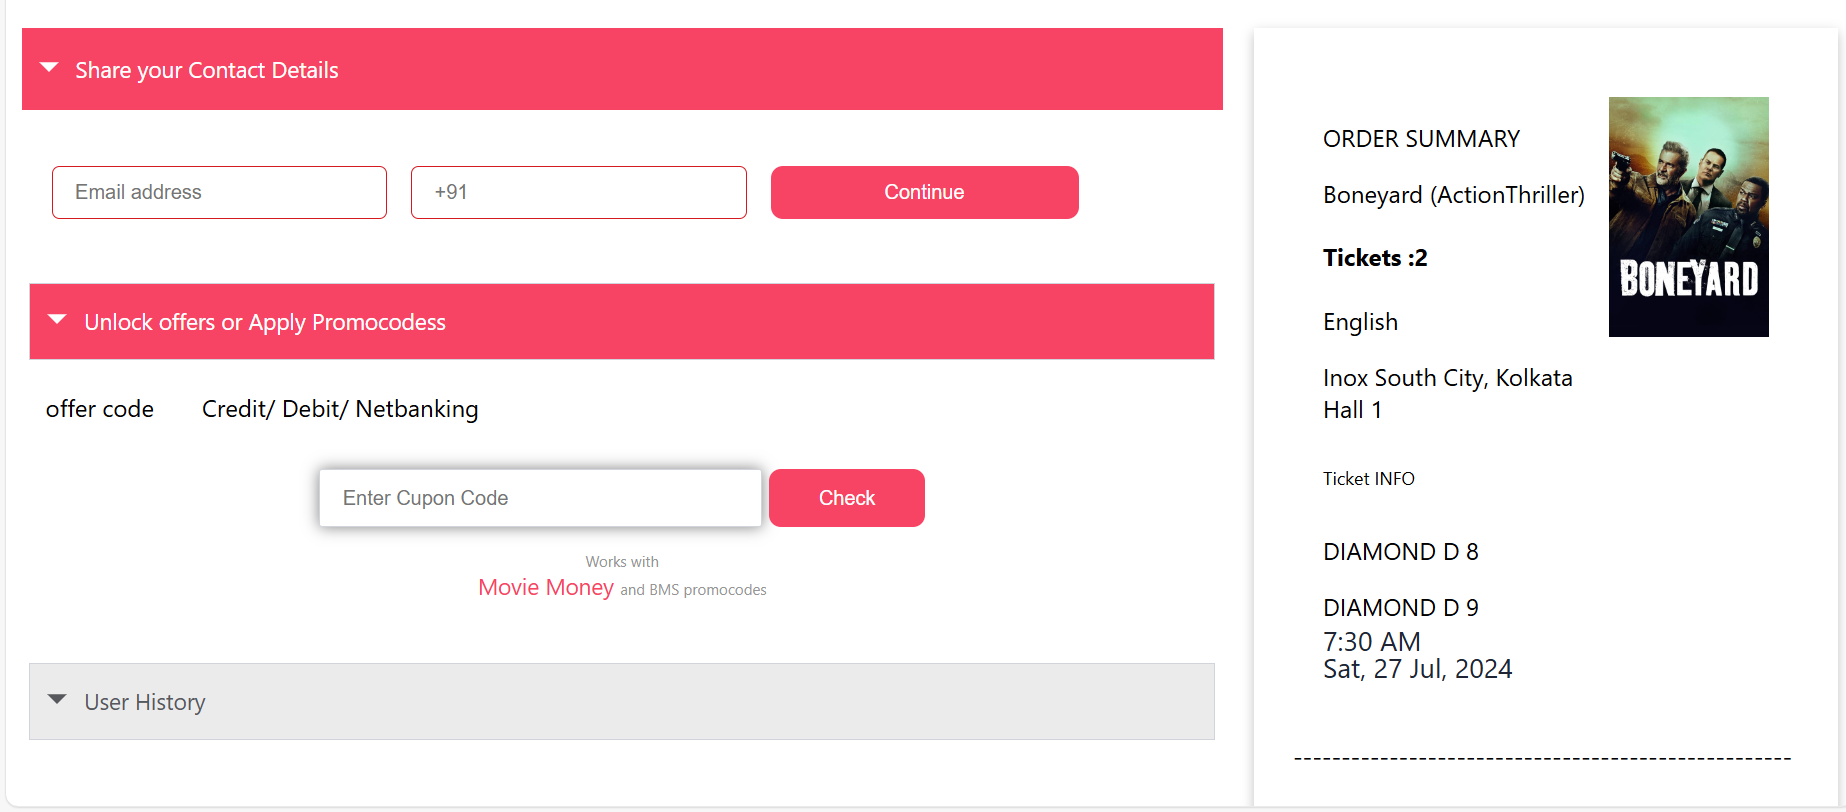 Share your Contact Details
Email address
+91
Continue
Unlock offers or Apply Promocodess
offer code
Credit/ Debit/ Netbanking
Enter Cupon Code
Check
Works with
Movie Money and BMS promocodes
User History
ORDER SUMMARY
Boneyard (ActionThriller)
Tickets :2
English
Inox South City, Kolkata
Hall 1
Ticket INFO
DIAMOND D 8
DIAMOND D 9
7:30 AM
Sat, 27 Jul, 2024
----------------------------------------------------
BONEYARD